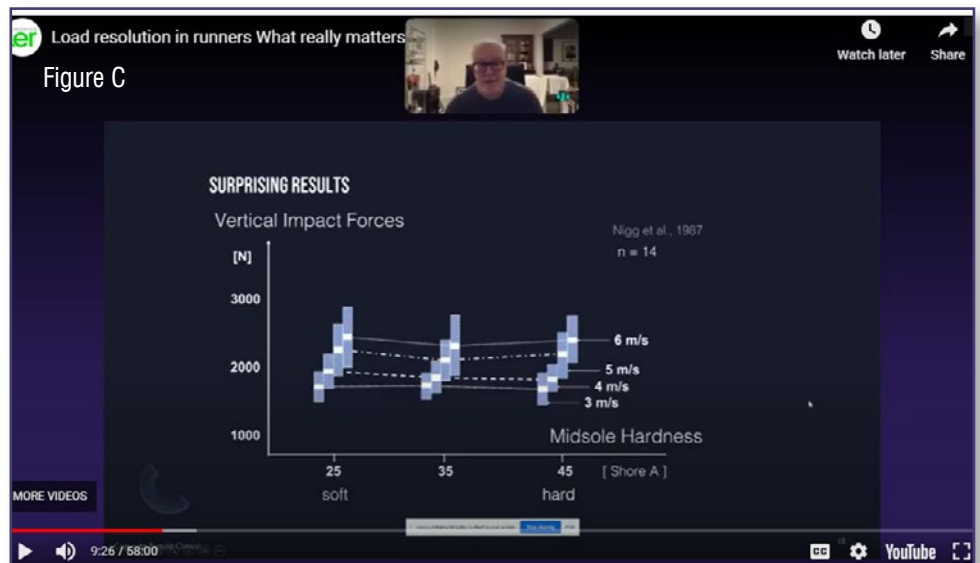 er Load resolution in runners What really matters
Watch later
Share
Figure C
SURPRISING RESULTS
Vertical Impact Forces
Nigg et al., 1987
n = 14
[N]
3000
2000
1000
6 m/s
5 m/s
4 m/s
3 m/s
Midsole Hardness
25
35
45
[ Shore A ]
soft
hard
MORE VIDEOS
Stop sharing
9:26 / 58:00
CC
YouTube